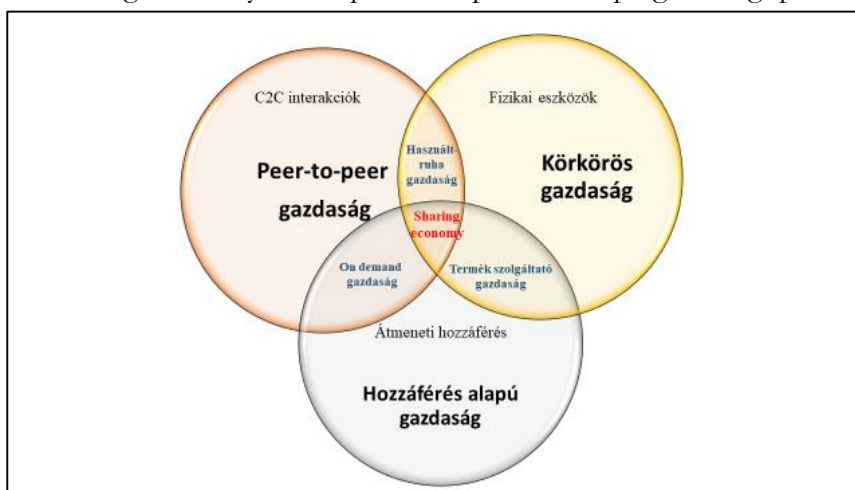 C2C interakciók
Fizikai eszközök
Peer-to-peer
gazdaság
Használt-
ruha
gazdaság
Körkörös
gazdaság
Sharing
economy
On demand
gazdaság
Termék szolgáltató
gazdaság
Átmeneti hozzáférés
Hozzáférés alapú
gazdaság